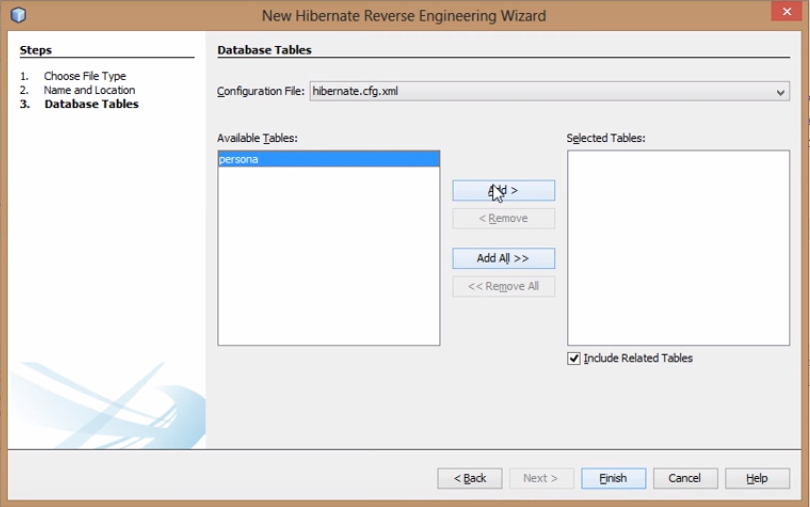 New Hibernate Reverse Engineering Wizard
Steps
1. Choose File Type
2. Name and Location
3. Database Tables
Database Tables
Configuration File: hibernate.cfg.xml
Available Tables:
persona
Add >
< Remove
Add All >>
<< Remove All
Selected Tables:
Include Related Tables
< Back Next > Finish Cancel Help